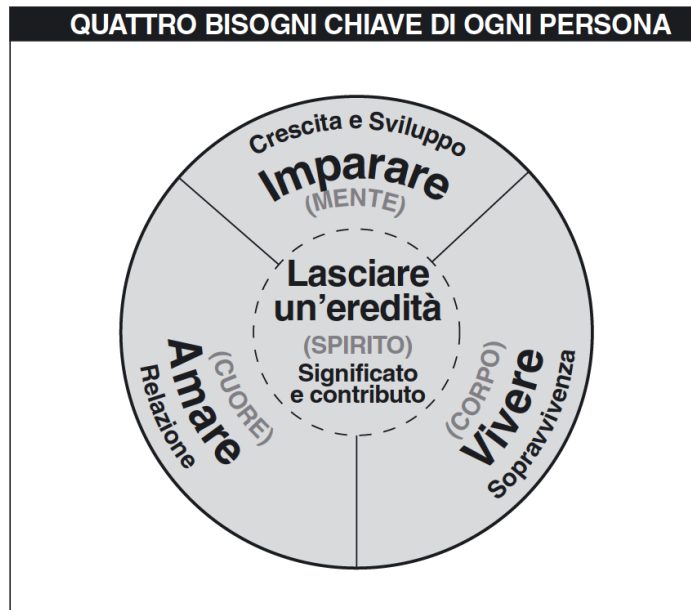 QUATTRO BISOGNI CHIAVE DI OGNI PERSONA
Crescita e Sviluppo
Imparare
(MENTE)
Lasciare
un'eredità
(SPIRITO)
Significato
e contributo
Amare
(CUORE)
Relazione
(CORPO)
Vivere
Sopravvivenza